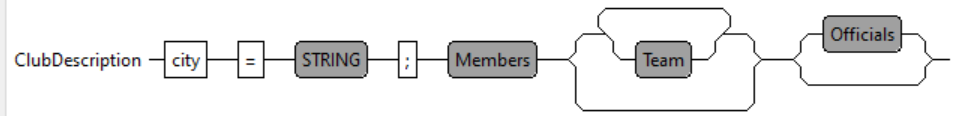 ClubDescription city = STRING ; Members Team Officials